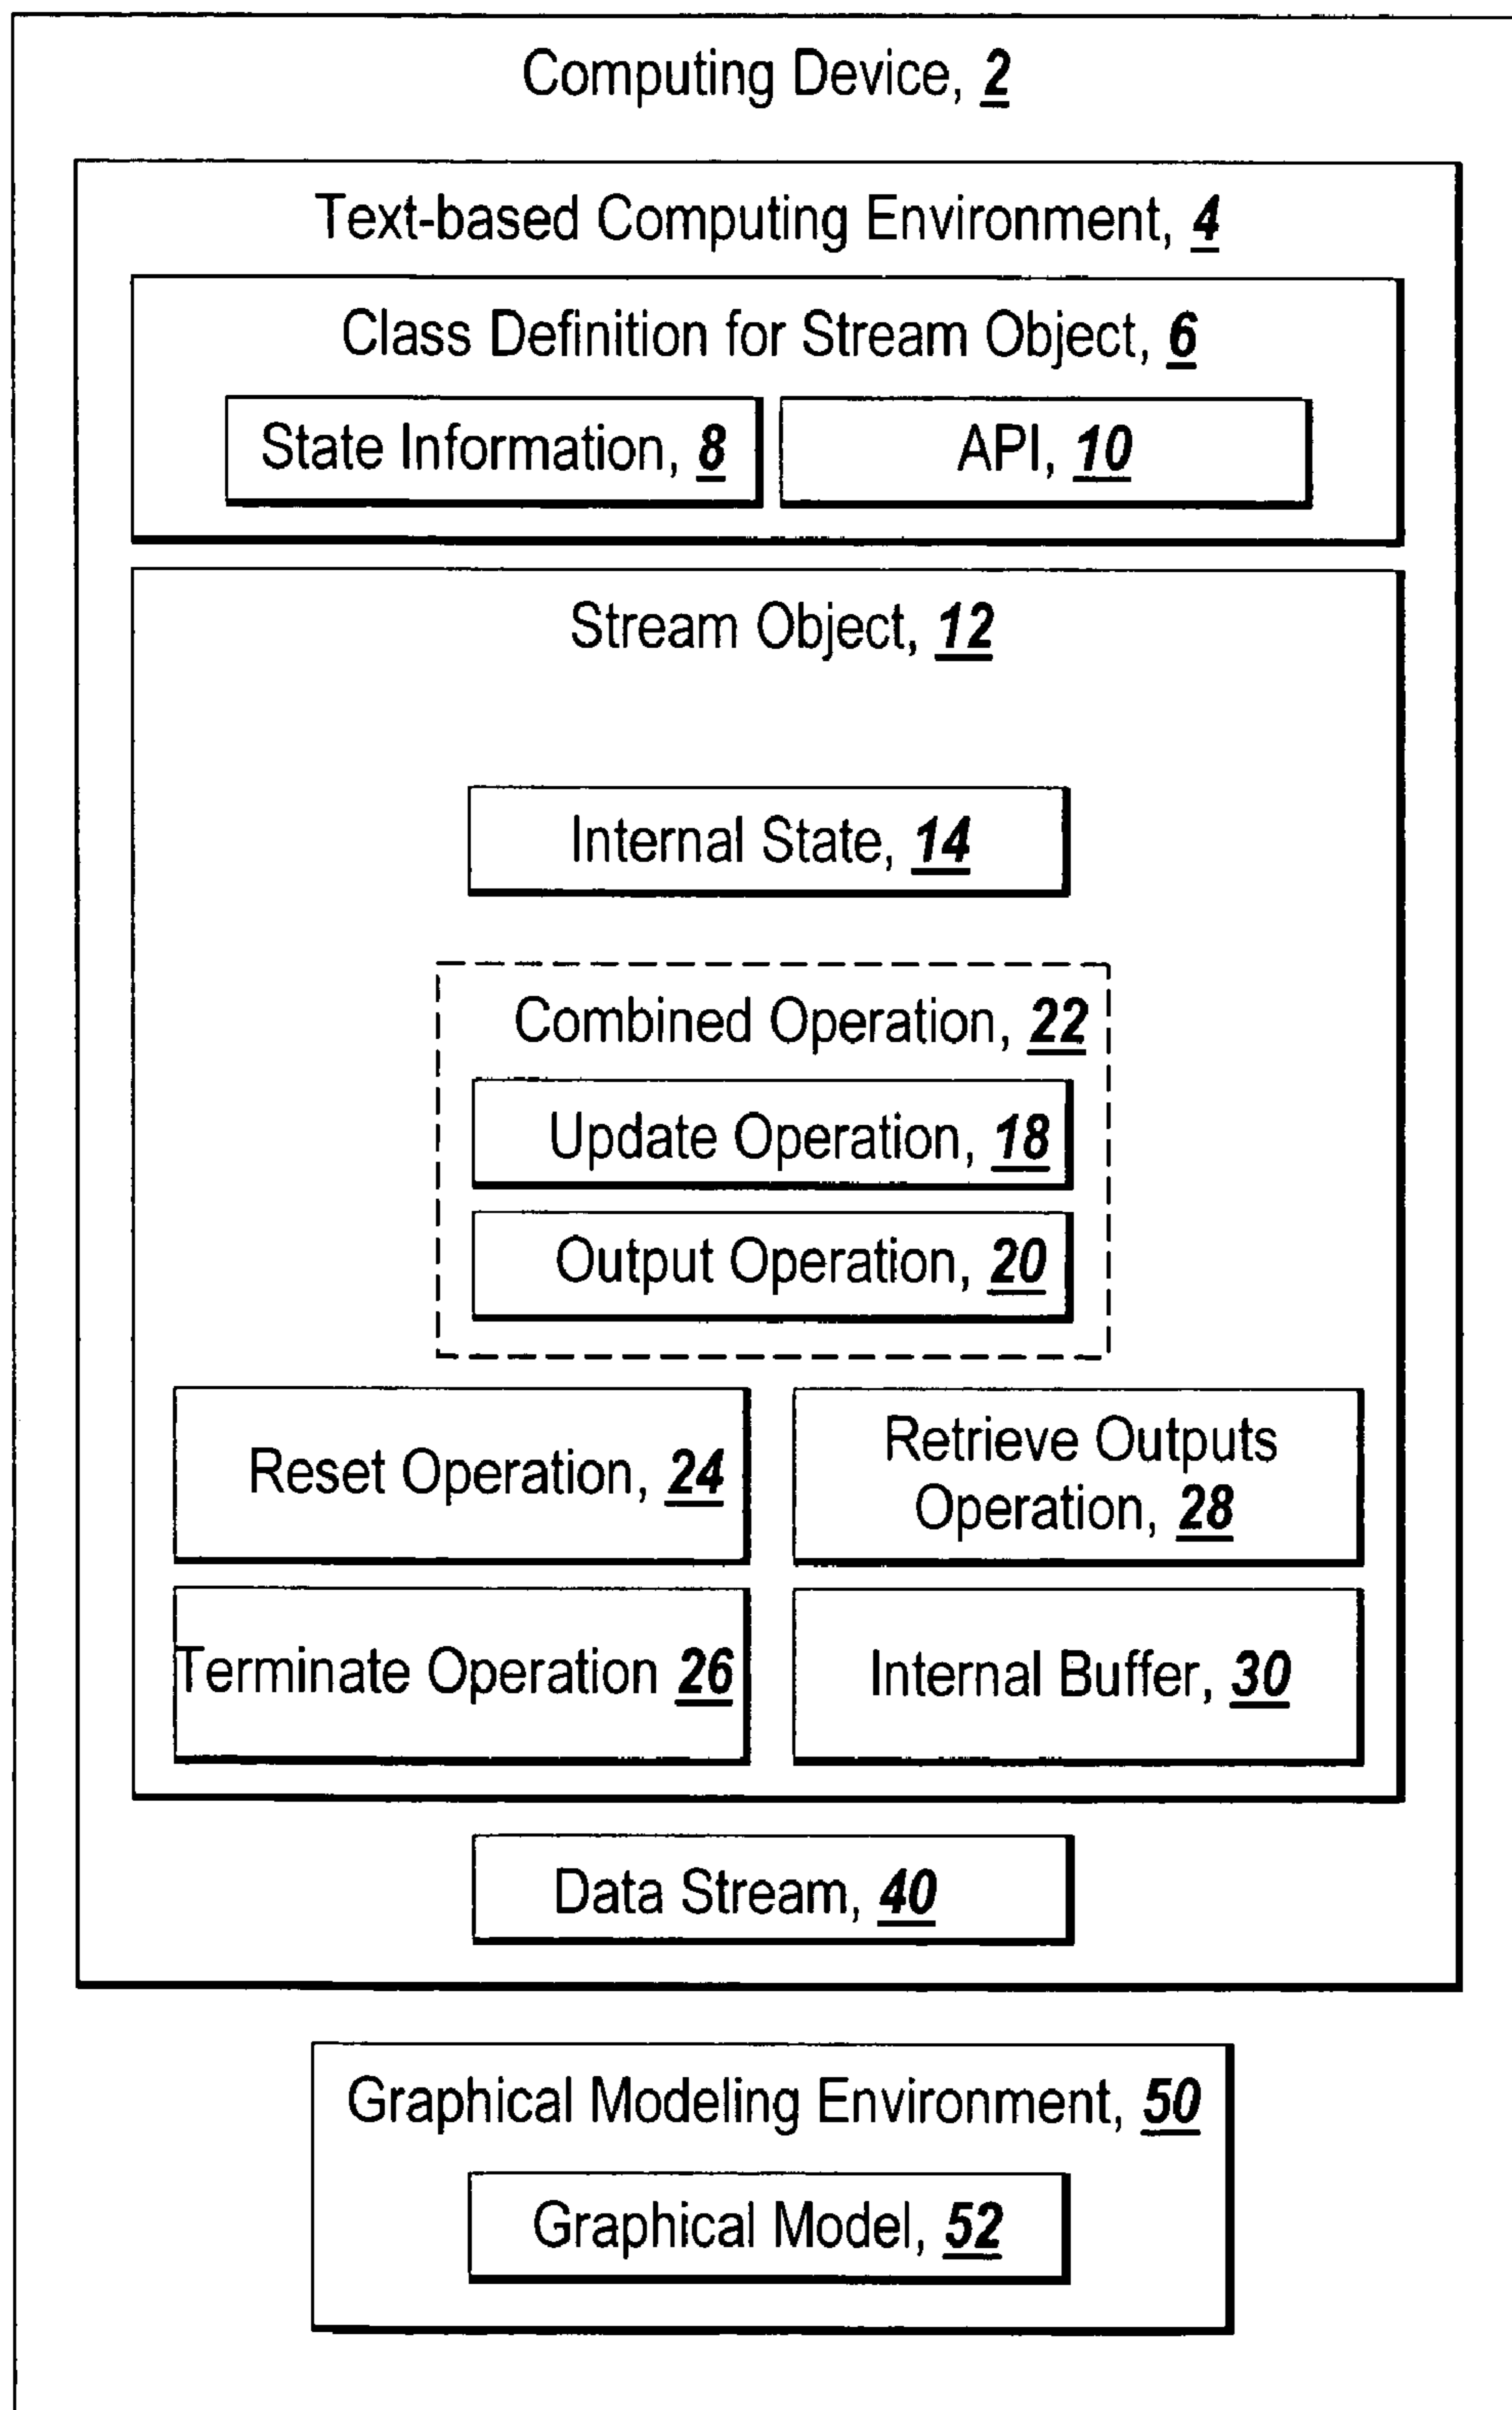 Computing Device, 2
Text-based Computing Environment, 4
Class Definition for Stream Object, 6
State Information, 8
API, 10
Stream Object, 12
Internal State, 14
Combined Operation, 22
Update Operation, 18
Output Operation, 20
Reset Operation, 24
Retrieve Outputs
Operation, 28
Terminate Operation 26
Internal Buffer, 30
Data Stream, 40
Graphical Modeling Environment, 50
Graphical Model, 52